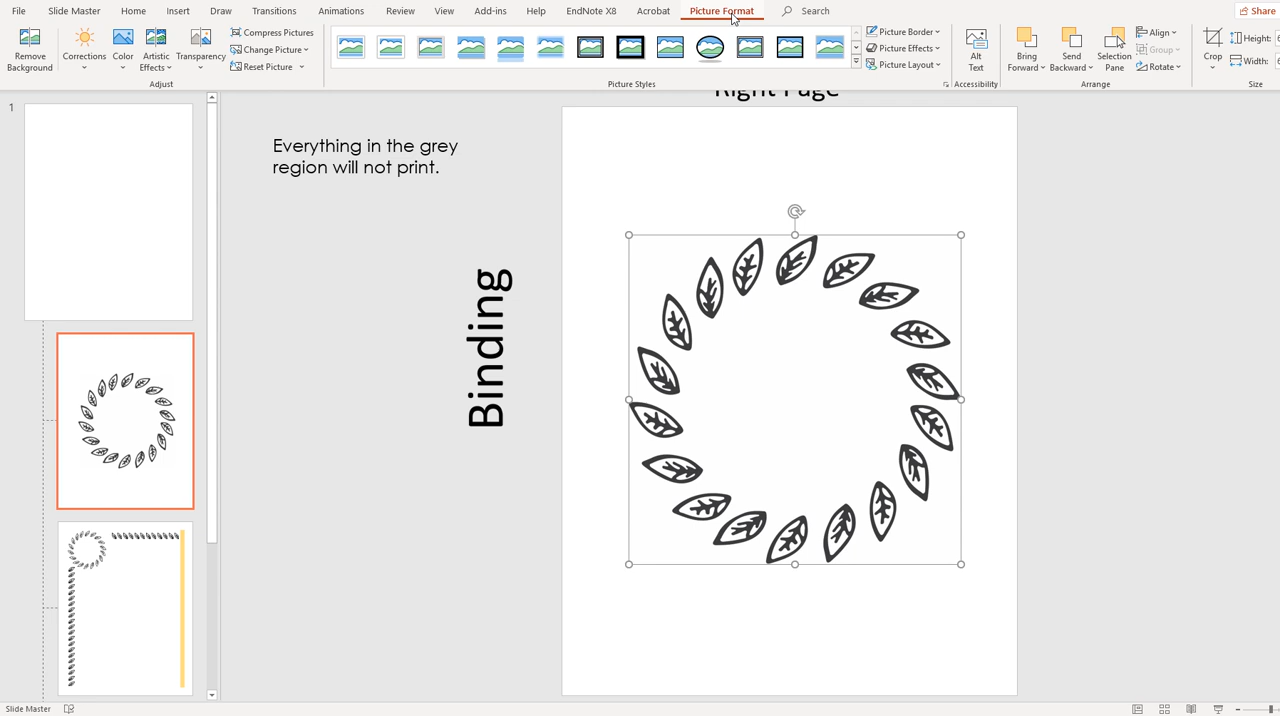 File Slide Master Home Insert Draw Transitions Animations Review View Add-ins Help EndNote X8 Acrobat Picture Format Search Share
Remove
Background
Corrections
Color
Artistic
Effects
Transparency
Compress Pictures
Change Picture
Reset Picture
Picture Border
Picture Effects
Picture Layout
Alt
Text
Bring
Forward
Send
Backward
Selection
Pane
Align
Group
Rotate
Crop
Height:
Width:
Adjust Picture Styles Accessibility Arrange Size
1
Right Page
Everything in the grey
region will not print.
Binding
Slide Master